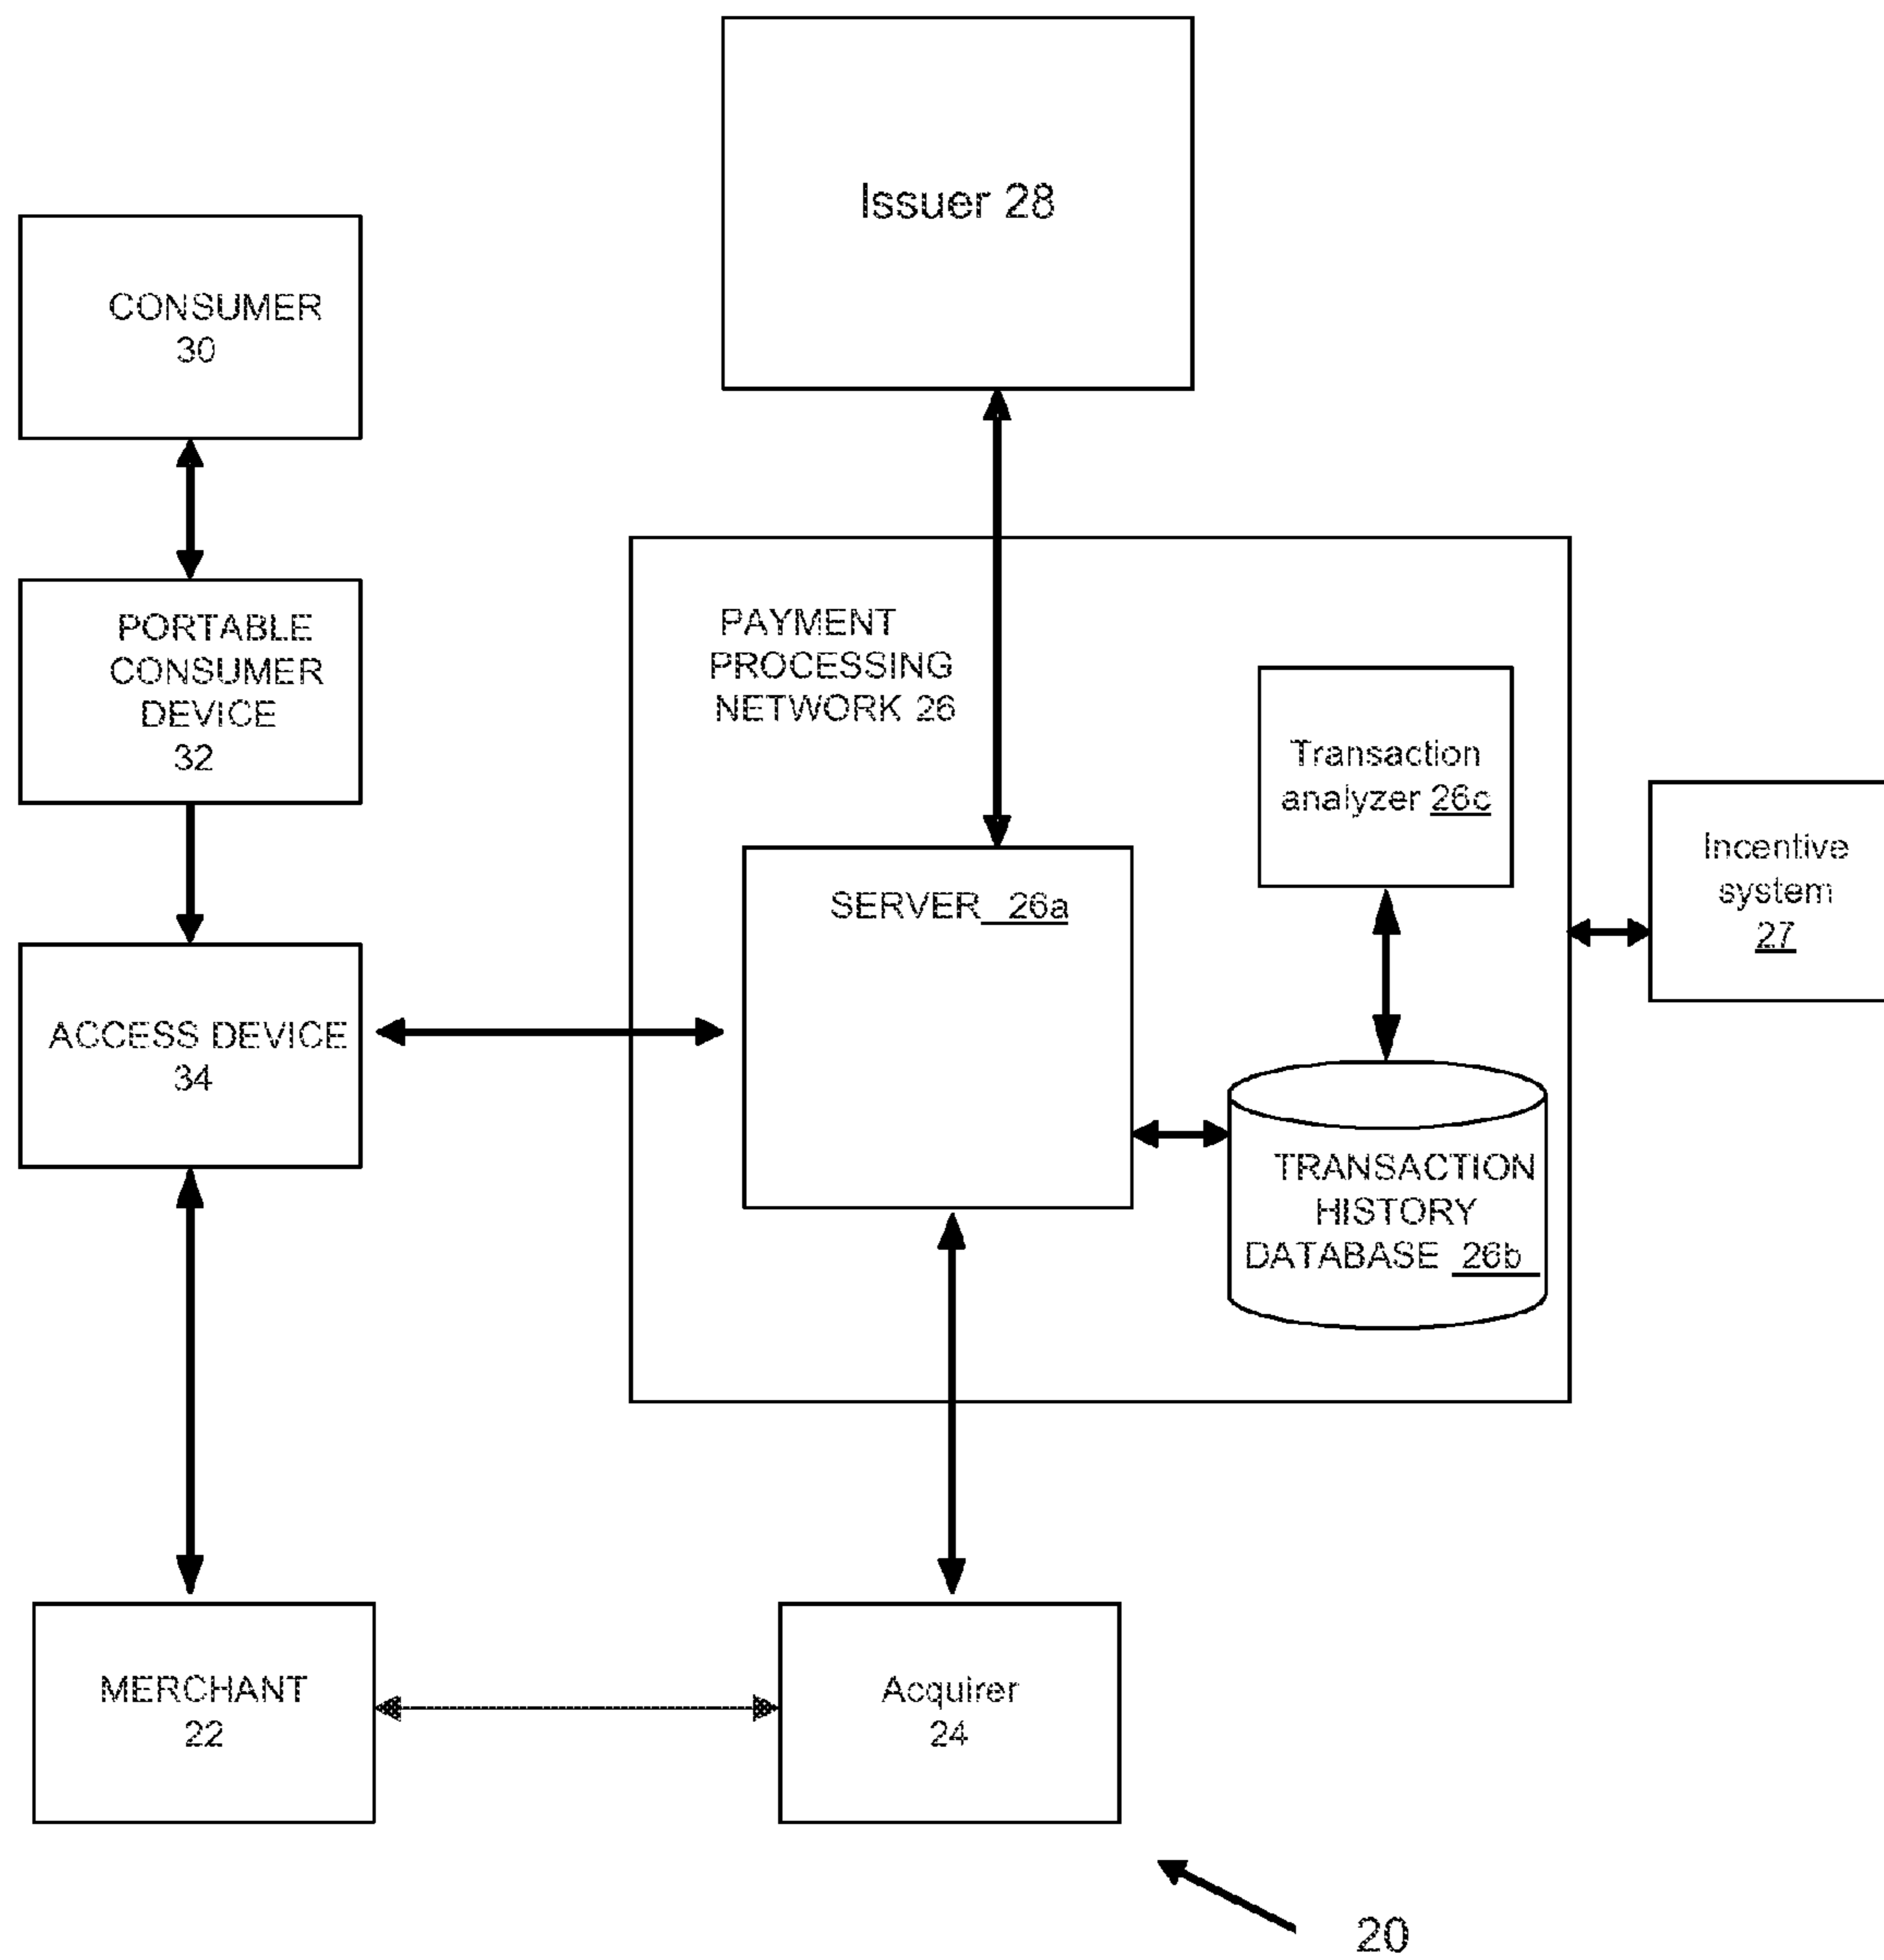 Issuer 28
CONSUMER
30
PORTABLE
CONSUMER
DEVICE
32
PAYMENT
PROCESSING
NETWORK 26
Transaction
analyzer 26c
Incentive
system
27
SERVER 26a
ACCESS DEVICE
34
TRANSACTION
HISTORY
DATABASE 26b
MERCHANT
22
Acquirer
24
20